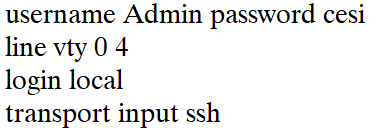 username Admin password cesi
line vty 0 4
login local
transport input ssh